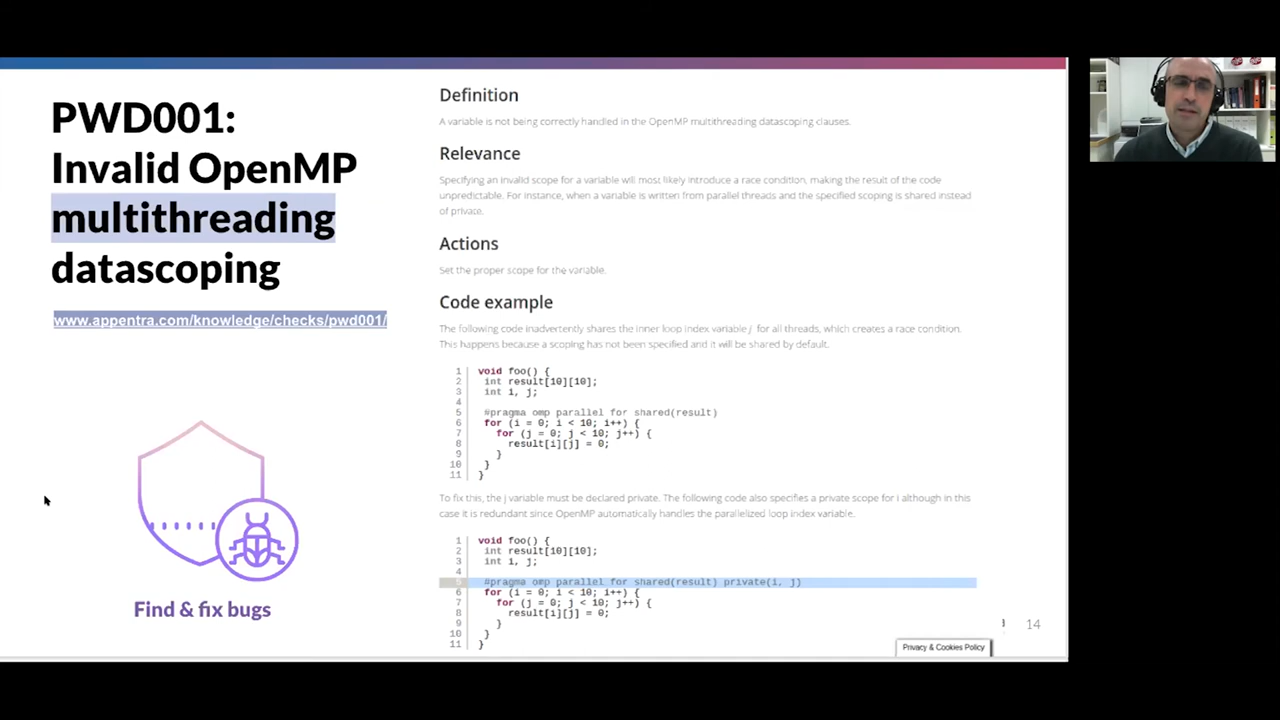 PWD001:
Invalid OpenMP
multithreading
datascoping
www.appentra.com/knowledge/checks/pwd001/
Find & fix bugs
Definition
A variable is not being correctly handled in the OpenMP multithreading datascoping clauses.
Relevance
Specifying an invalid scope for a variable will most likely introduce a race condition, making the result of the code
unpredictable. For instance, when a variable is written from parallel threads and the specified scoping is shared instead
of private.
Actions
Set the proper scope for the variable.
Code example
The following code inadvertently shares the inner loop index variable j for all threads, which creates a race condition.
This happens because a scoping has not been specified and it will be shared by default.
1 void foo() {
2 int result[10][10];
3 int i, j;
4
5 #pragma omp parallel for shared(result)
6 for (i = 0; i < 10; i++) {
7 for (j = 0; j < 10; j++) {
8 result[i][j] = 0;
9 }
10 }
11 }
To fix this, the j variable must be declared private. The following code also specifies a private scope for i although in this
case it is redundant since OpenMP automatically handles the parallelized loop index variable.
1 void foo() {
2 int result[10][10];
3 int i, j;
4
5 #pragma omp parallel for shared(result) private(i, j)
6 for (i = 0; i < 10; i++) {
7 for (j = 0; j < 10; j++) {
8 result[i][j] = 0;
9 }
10 }
11 }
14
Privacy & Cookies Policy